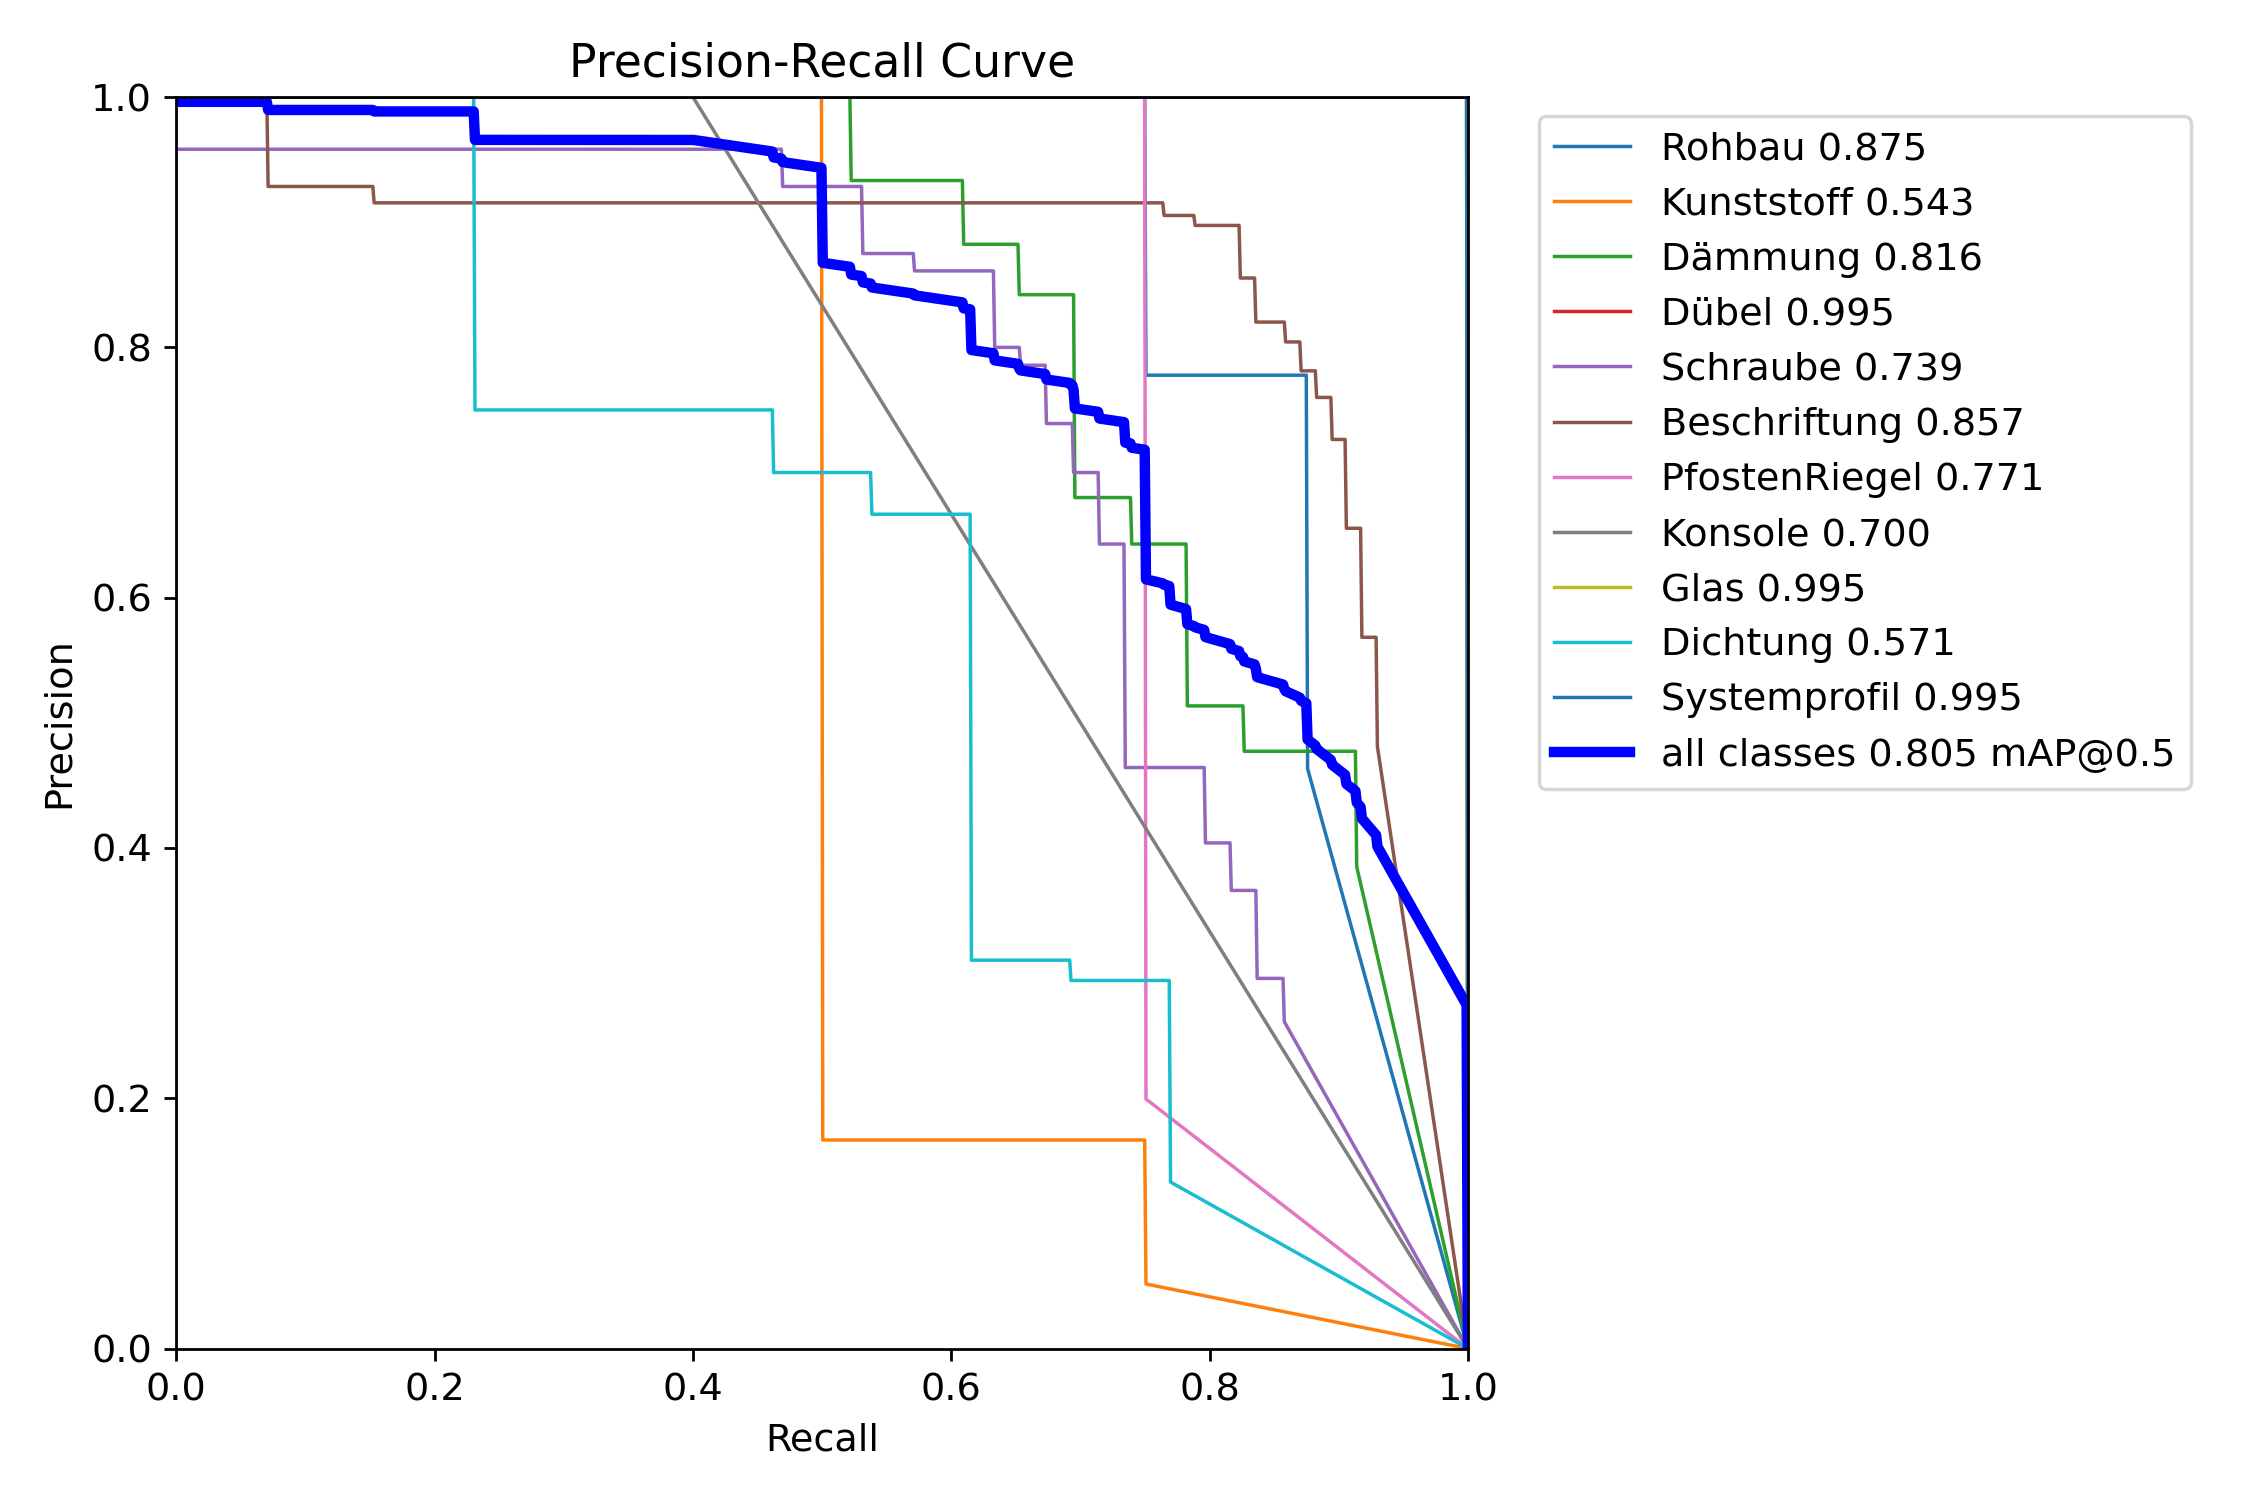 Precision-Recall Curve
1.0
0.8
0.6
0.4
0.2
0.0
Precision
0.0 0.2 0.4 0.6 0.8 1.0
Recall
Rohbau 0.875
Kunststoff 0.543
Dämmung 0.816
Dübel 0.995
Schraube 0.739
Beschriftung 0.857
PfostenRiegel 0.771
Konsole 0.700
Glas 0.995
Dichtung 0.571
Systemprofil 0.995
all classes 0.805 mAP@0.5